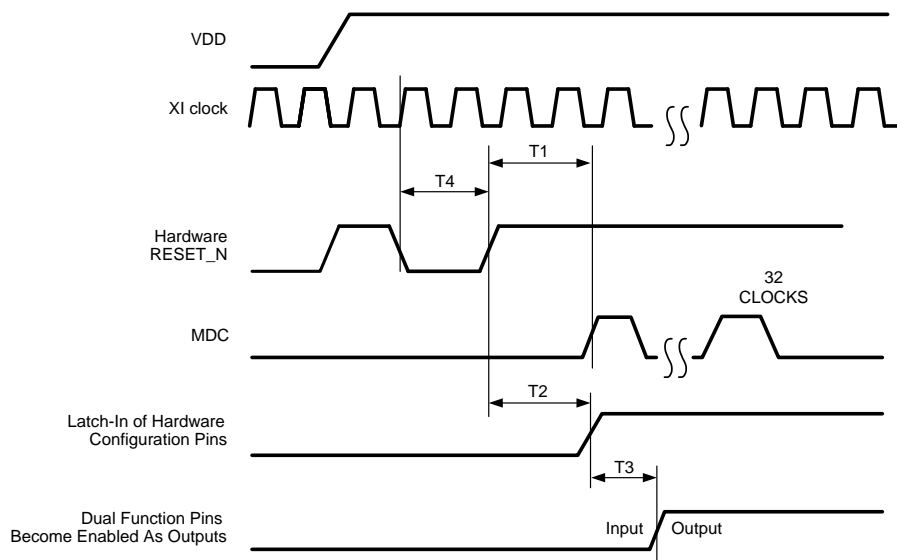 VDD
XI clock
T1
T4
Hardware
RESET_N
32
CLOCKS
MDC
T2
Latch-In of Hardware
Configuration Pins
T3
Dual Function Pins
Become Enabled As Outputs
Input
Output